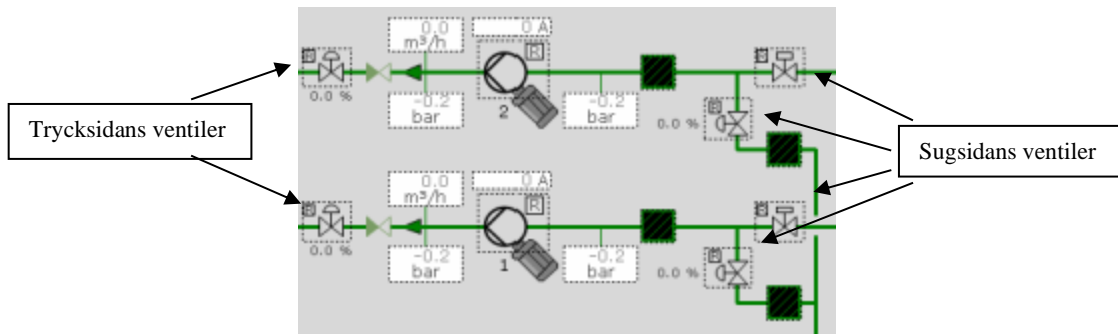 0.0 0 A
m³/h
R
R
R
0.0 %
-0.2
bar
2
-0.2
bar
R
0.0 %
Trycksidans ventiler
Sugsidans ventiler
0.0 0 A
m³/h
R
R
R
0.0 %
-0.2
bar
1
-0.2
bar
R
0.0 %